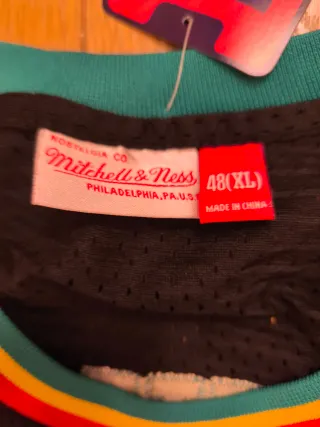 NOSTALGIA CO.
Mitchell & Ness
PHILADELPHIA, PA. U.S.
48(XL)
MADE IN CHINA